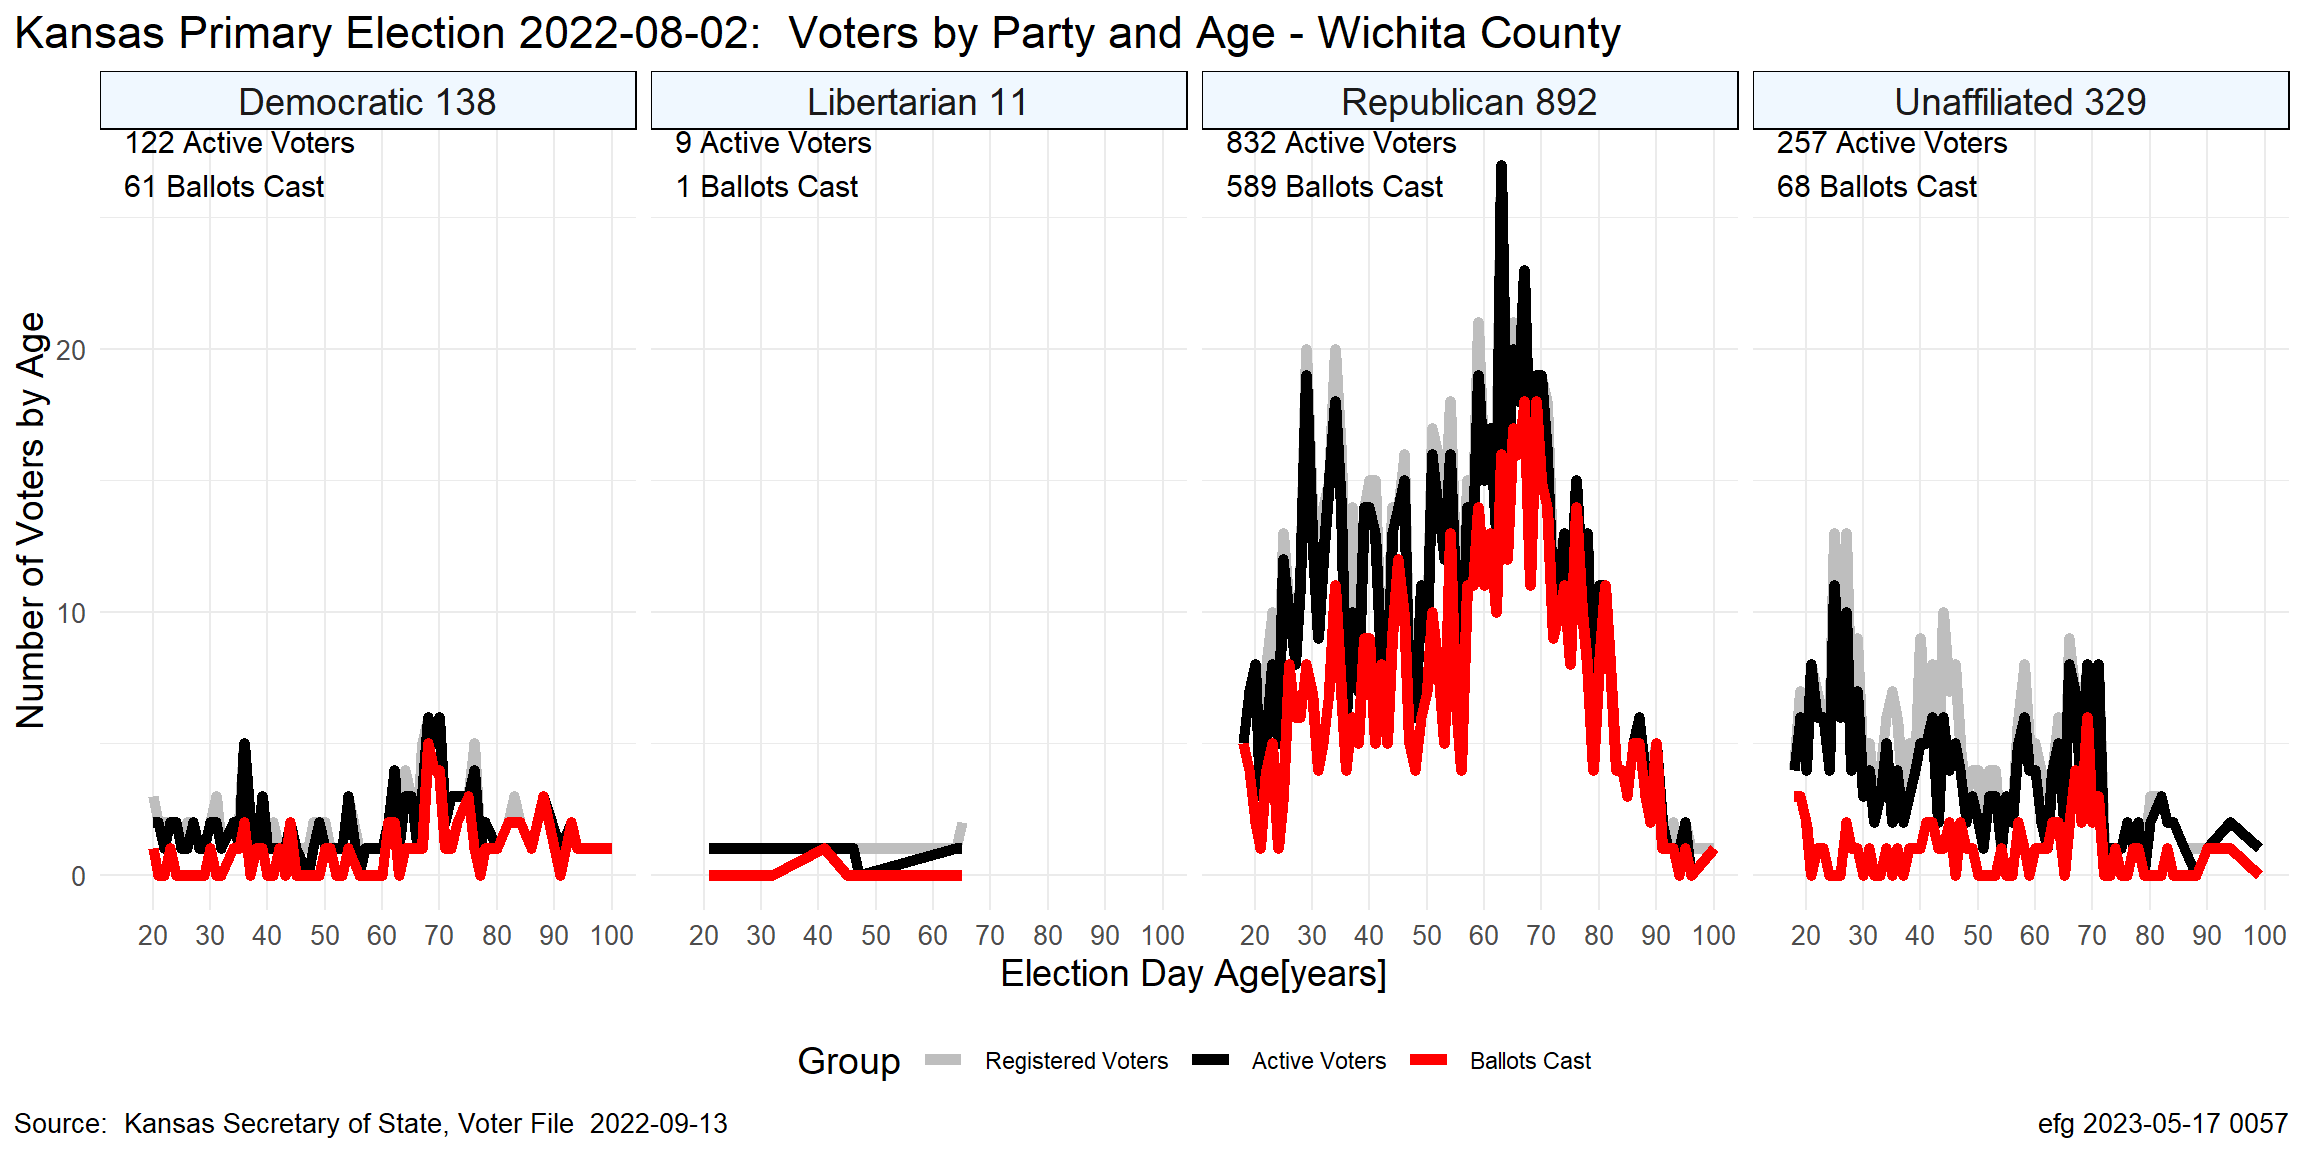 Kansas Primary Election 2022-08-02:  Voters by Party and Age - Wichita County
Democratic 138
Libertarian 11
Republican 892
Unaffiliated 329
122 Active Voters
61 Ballots Cast
9 Active Voters
1 Ballots Cast
832 Active Voters
589 Ballots Cast
257 Active Voters
68 Ballots Cast
Number of Voters by Age
20
10
0
20 30 40 50 60 70 80 90 100
20 30 40 50 60 70 80 90 100
20 30 40 50 60 70 80 90 100
20 30 40 50 60 70 80 90 100
Election Day Age[years]
Group Registered Voters Active Voters Ballots Cast
Source:  Kansas Secretary of State, Voter File  2022-09-13
efg 2023-05-17 0057